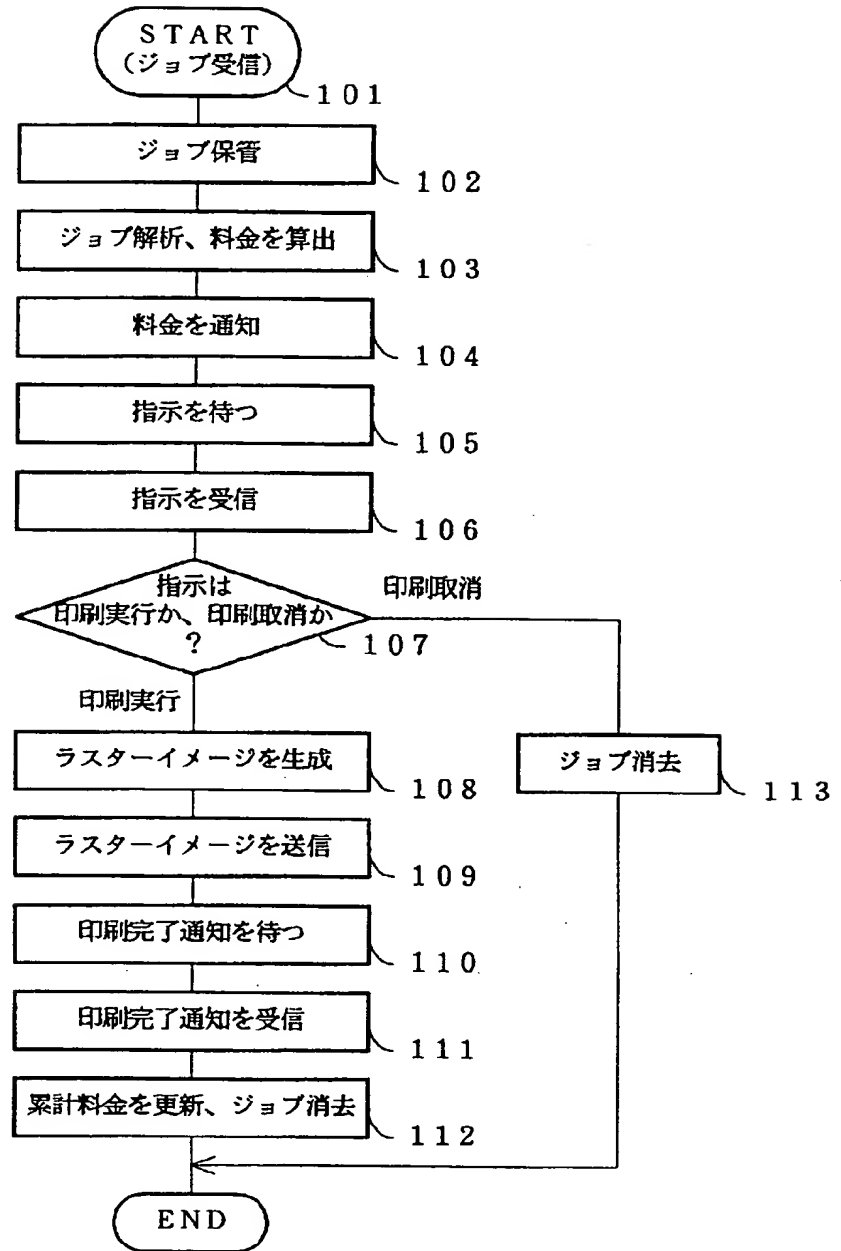 START
(ジョブ受信)
101
ジョブ保管
102
ジョブ解析、料金を算出
103
料金を通知
104
指示を待つ
105
指示を受信
106
指示は
印刷実行か、印刷取消か
?
107
印刷取消
印刷実行
ラスターイメージを生成
108
ジョブ消去
113
ラスターイメージを送信
109
印刷完了通知を待つ
110
印刷完了通知を受信
111
累計料金を更新、ジョブ消去
112
END